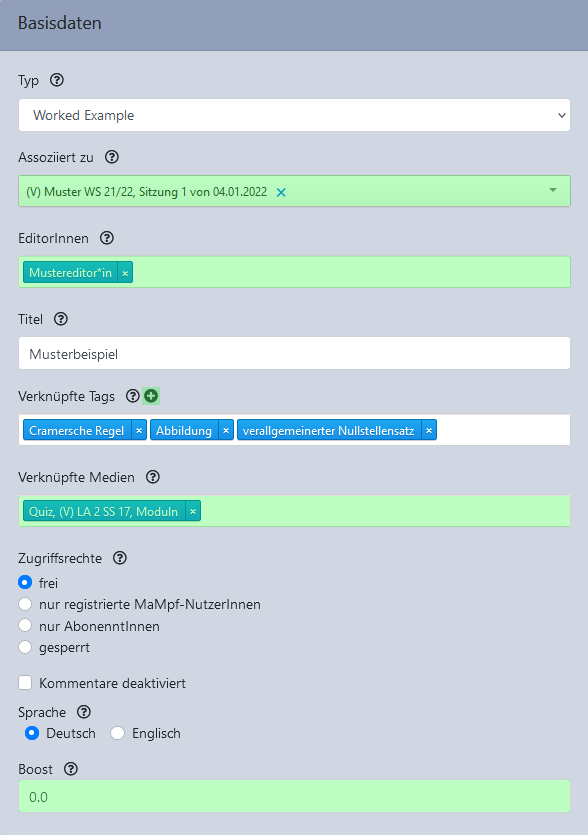 Basisdaten
Typ
Worked Example
Assoziiert zu
(V) Muster WS 21/22, Sitzung 1 von 04.01.2022 ×
EditorInnen
Mustereditor*in ×
Titel
Musterbeispiel
Verknüpfte Tags
Cramersche Regel × Abbildung × verallgemeinerter Nullstellensatz ×
Verknüpfte Medien
Quiz, (V) LA 2 SS 17, Moduln ×
Zugriffsrechte
frei
nur registrierte MaMpf-NutzerInnen
nur AbonenntInnen
gesperrt
Kommentare deaktiviert
Sprache
Deutsch Englisch
Boost
0.0